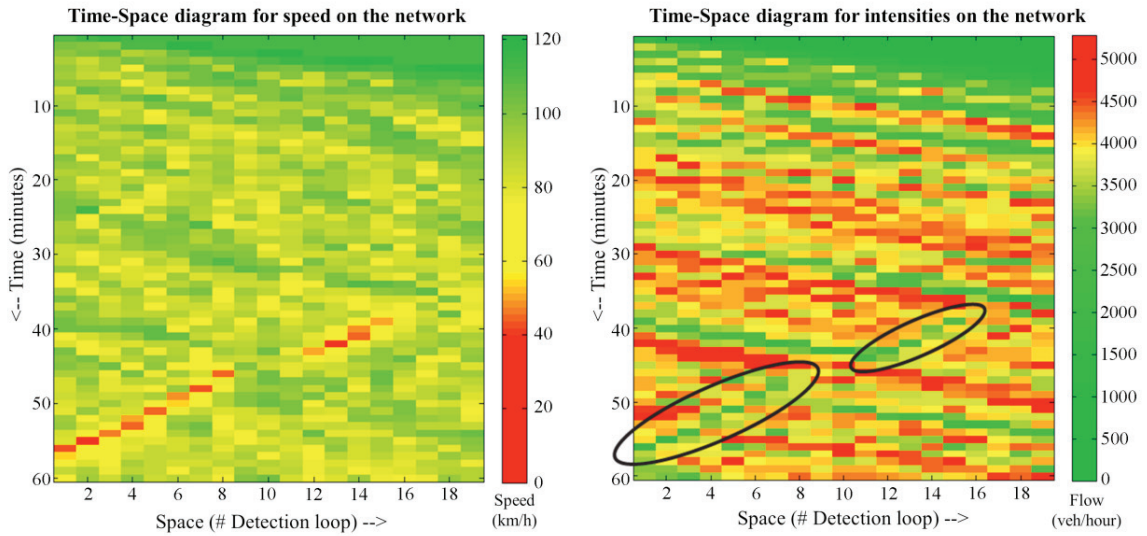 Time-Space diagram for speed on the network
<-- Time (minutes)
10
20
30
40
50
60
2 4 6 8 10 12 14 16 18
Space (# Detection loop) -->
120
100
80
60
40
20
0
Speed
(km/h)
Time-Space diagram for intensities on the network
<-- Time (minutes)
10
20
30
40
50
60
2 4 6 8 10 12 14 16 18
Space (# Detection loop) -->
5000
4500
4000
3500
3000
2500
2000
1500
1000
500
0
Flow
(veh/hour)